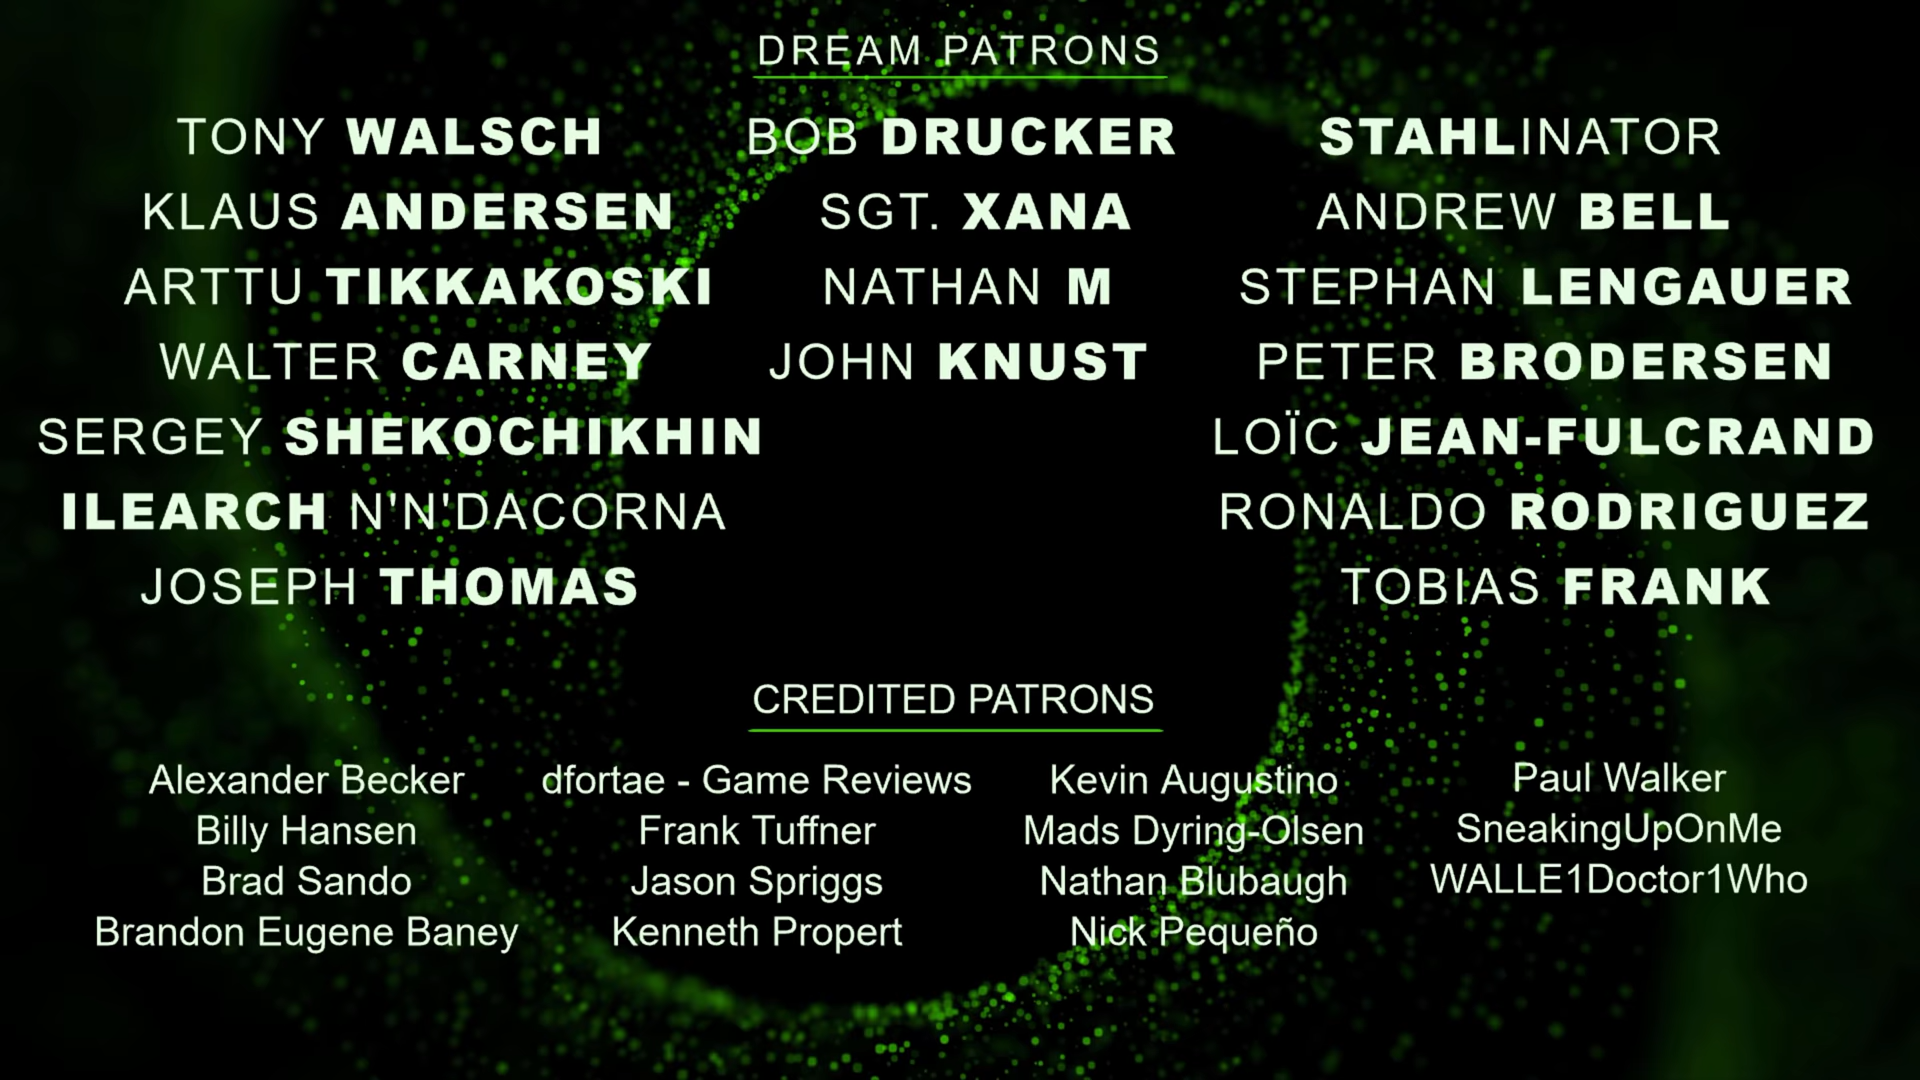 DREAM PATRONS
TONY WALSCH
KLAUS ANDERSEN
ARTTU TIKKAKOSKI
WALTER CARNEY
SERGEY SHEKOCHIKHIN
ILEARCH N'N'DACORNA
JOSEPH THOMAS
BOB DRUCKER
SGT. XANA
NATHAN M
JOHN KNUST
STAHLINATOR
ANDREW BELL
STEPHAN LENGAUER
PETER BRODERSEN
LOÏC JEAN-FULCRAND
RONALDO RODRIGUEZ
TOBIAS FRANK
CREDITED PATRONS
Alexander Becker
Billy Hansen
Brad Sando
Brandon Eugene Baney
dfortae - Game Reviews
Frank Tuffner
Jason Spriggs
Kenneth Propert
Kevin Augustino
Mads Dyring-Olsen
Nathan Blubaugh
Nick Pequeño
Paul Walker
SneakingUpOnMe
WALLE1Doctor1Who